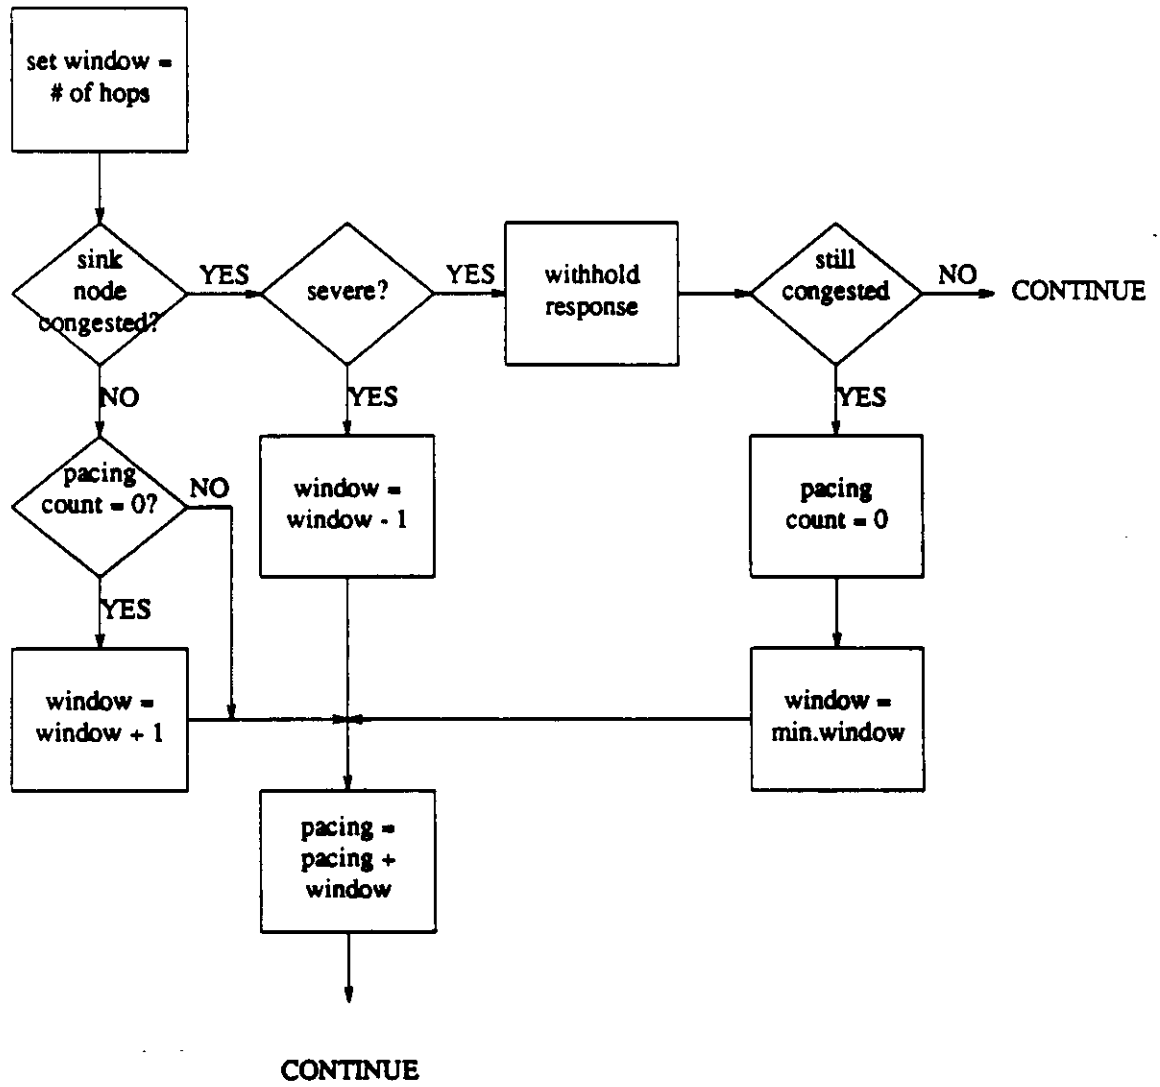 set window =
# of hops
sink
node
congested?
YES
severe?
YES
withhold
response
still
congested
NO
CONTINUE
NO
YES
YES
pacing
count = 0?
NO
window =
window - 1
pacing
count = 0
YES
window =
window + 1
window =
min.window
pacing =
pacing +
window
CONTINUE